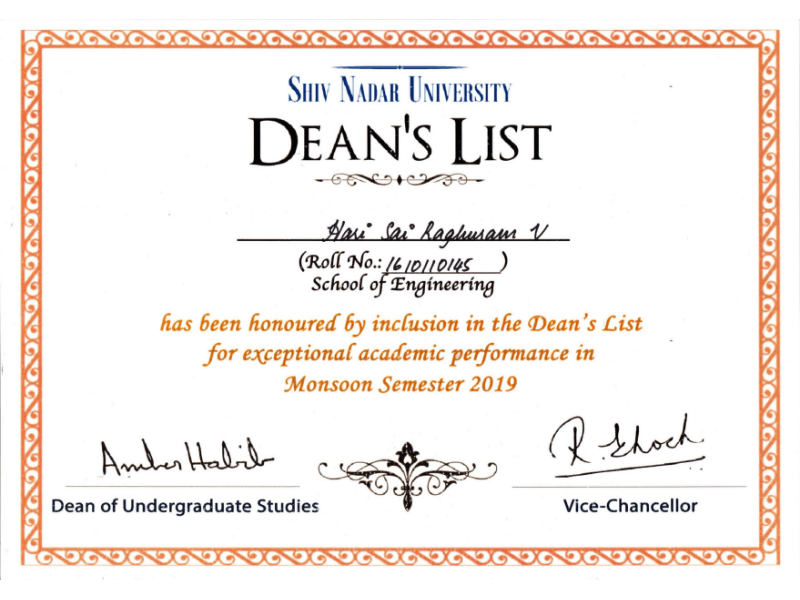 SHIV NADAR UNIVERSITY
DEAN'S LIST
Hari Sai Raghuram V
(Roll No.: 1610110145 )
School of Engineering
has been honoured by inclusion in the Dean's List
for exceptional academic performance in
Monsoon Semester 2019
Amber Habib
R. Ghosh
Dean of Undergraduate Studies
Vice-Chancellor